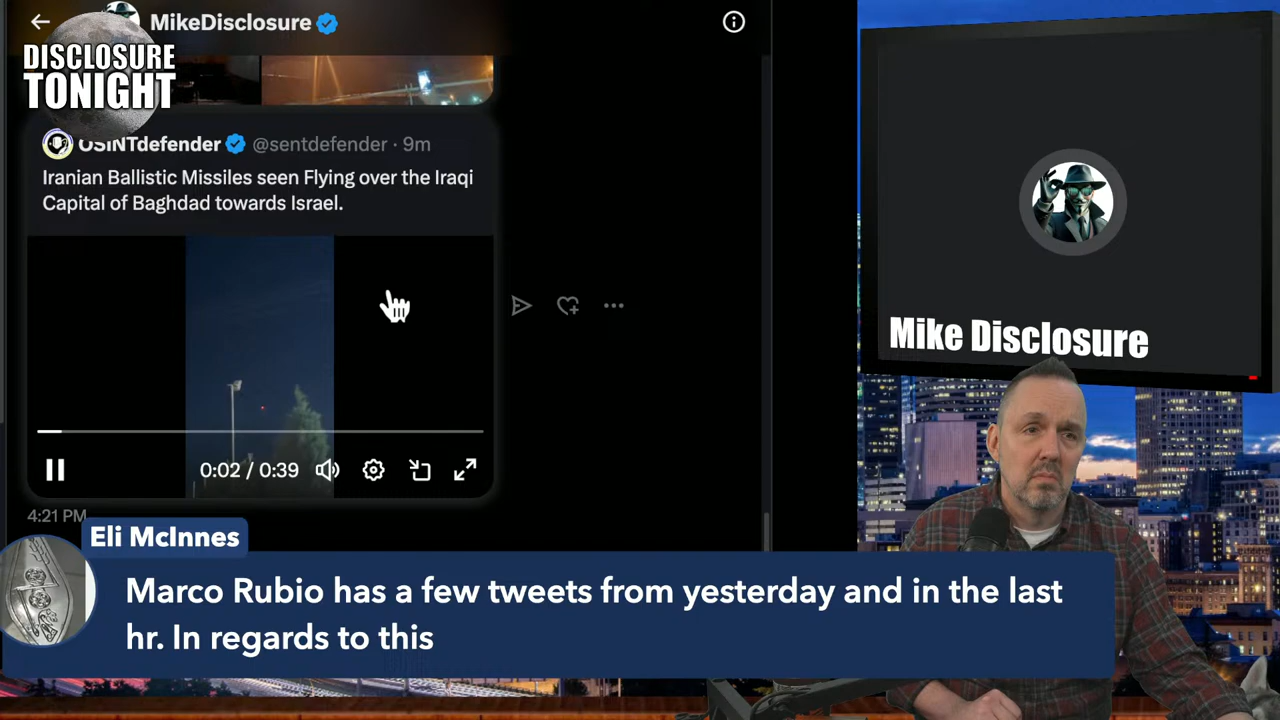 MikeDisclosure
DISCLOSURE
TONIGHT
OSINTdefender @sentdefender · 9m
Iranian Ballistic Missiles seen Flying over the Iraqi
Capital of Baghdad towards Israel.
0:02 / 0:39
4:21 PM
Mike Disclosure
Eli McInnes
Marco Rubio has a few tweets from yesterday and in the last
hr. In regards to this